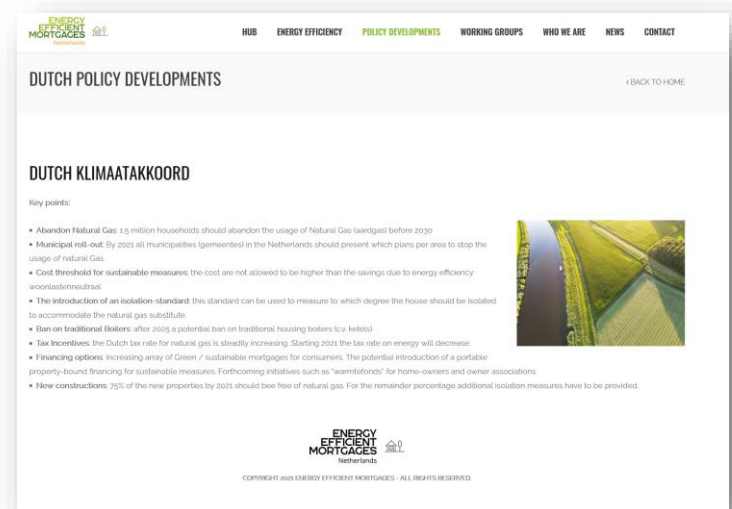 ENERGY
EFFICIENT
MORTGAGES
Netherlands
HUB ENERGY EFFICIENCY POLICY DEVELOPMENTS WORKING GROUPS WHO WE ARE NEWS CONTACT
DUTCH POLICY DEVELOPMENTS
‹ BACK TO HOME
DUTCH KLIMAATAKKOORD
Key points:
• Abandon Natural Gas: 1.5 million households should abandon the usage of Natural Gas (aardgas) before 2030
• Municipal roll-out: By 2021 all municipalities (gemeentes) in the Netherlands should present which plans per area to stop the
usage of natural Gas.
• Cost threshold for sustainable measures: the cost are not allowed to be higher than the savings due to energy efficiency
woonlastenneutraal
• The introduction of an isolation-standard: this standard can be used to measure to which degree the house should be isolated
to accommodate the natural gas substitute.
• Ban on traditional Boilers: after 2025 a potential ban on traditional housing boilers (c.v. ketels)
• Tax Incentives: the Dutch tax rate for natural gas is steadily increasing. Starting 2021 the tax rate on energy will decrease.
• Financing options: increasing array of Green / sustainable mortgages for consumers. The potential introduction of a portable
property-bound financing for sustainable measures. Forthcoming initiatives such as "warmtefonds" for home-owners and owner associations.
• New constructions: 75% of the new properties by 2021 should bee free of natural gas. For the remainder percentage additional isolation measures have to be provided.
ENERGY
EFFICIENT
MORTGAGES
Netherlands
COPYRIGHT 2021 ENERGY EFFICIENT MORTGAGES - ALL RIGHTS RESERVED